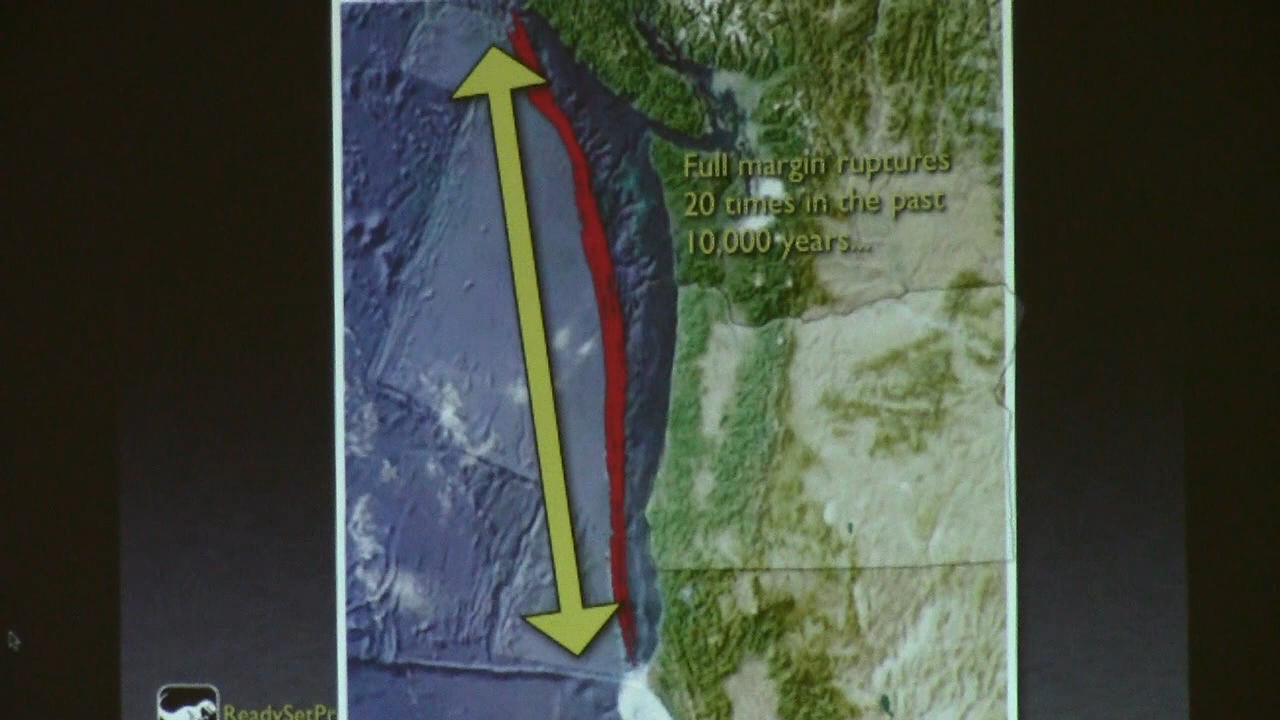 Full margin ruptures
20 times in the past
10,000 years...
ReadySetPr